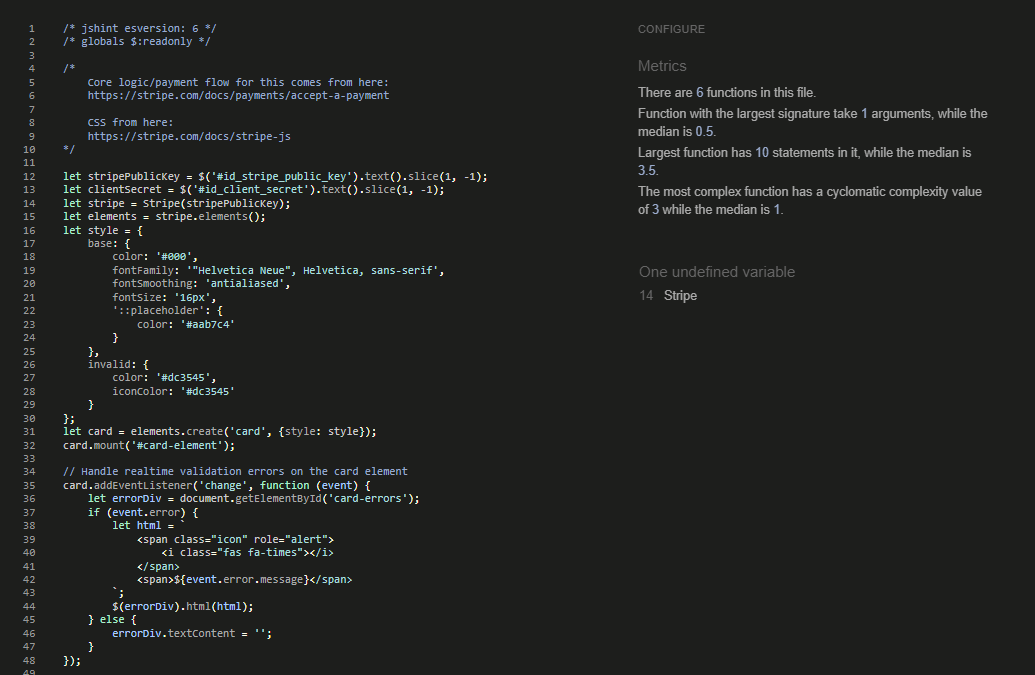 1 /* jshint esversion: 6 */
2 /* globals $:readonly */
3
4 /*
5     Core logic/payment flow for this comes from here:
6     https://stripe.com/docs/payments/accept-a-payment
7
8     CSS from here:
9     https://stripe.com/docs/stripe-js
10 */
11
12 let stripePublicKey = $('#id_stripe_public_key').text().slice(1, -1);
13 let clientSecret = $('#id_client_secret').text().slice(1, -1);
14 let stripe = Stripe(stripePublicKey);
15 let elements = stripe.elements();
16 let style = {
17     base: {
18         color: '#000',
19         fontFamily: '"Helvetica Neue", Helvetica, sans-serif',
20         fontSmoothing: 'antialiased',
21         fontSize: '16px',
22         '::placeholder': {
23             color: '#aab7c4'
24         }
25     },
26     invalid: {
27         color: '#dc3545',
28         iconColor: '#dc3545'
29     }
30 };
31 let card = elements.create('card', {style: style});
32 card.mount('#card-element');
33
34 // Handle realtime validation errors on the card element
35 card.addEventListener('change', function (event) {
36     let errorDiv = document.getElementById('card-errors');
37     if (event.error) {
38         let html = `
39             <span class="icon" role="alert">
40                 <i class="fas fa-times"></i>
41             </span>
42             <span>${event.error.message}</span>
43         `;
44         $(errorDiv).html(html);
45     } else {
46         errorDiv.textContent = '';
47     }
48 });
49
CONFIGURE
Metrics
There are 6 functions in this file.
Function with the largest signature take 1 arguments, while the
median is 0.5.
Largest function has 10 statements in it, while the median is
3.5.
The most complex function has a cyclomatic complexity value
of 3 while the median is 1.
One undefined variable
14 Stripe